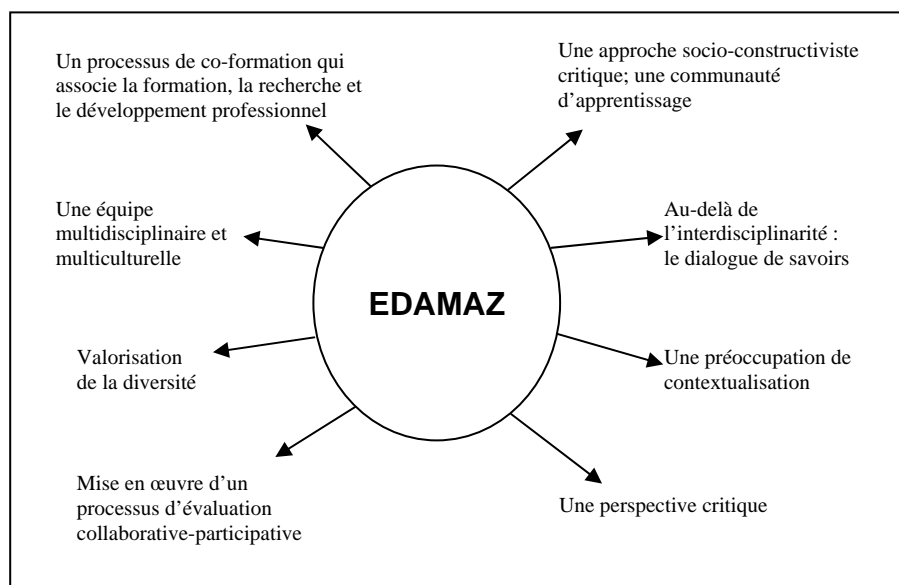 Un processus de co-formation qui
associe la formation, la recherche et
le développement professionnel
Une approche socio-constructiviste
critique; une communauté
d'apprentissage
Une équipe
multidisciplinaire et
multiculturelle
Au-delà de
l'interdisciplinarité :
le dialogue de savoirs
EDAMAZ
Valorisation
de la diversité
Une préoccupation de
contextualisation
Mise en œuvre d'un
processus d'évaluation
collaborative-participative
Une perspective critique